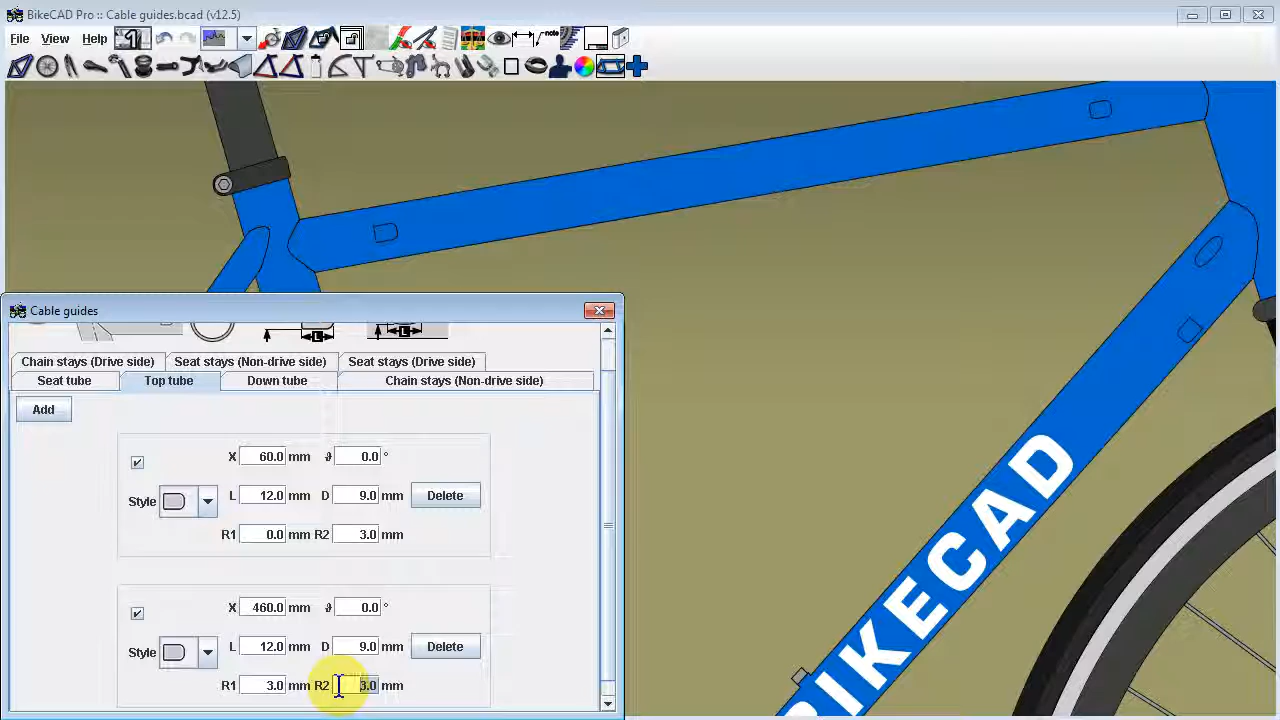 BikeCAD Pro :: Cable guides.bcad (v12.5)
File View Help
BIKECAD
Cable guides
L
L
Chain stays (Drive side) Seat stays (Non-drive side) Seat stays (Drive side)
Seat tube Top tube Down tube Chain stays (Non-drive side)
Add
X 60.0 mm ϑ 0.0 °
Style L 12.0 mm D 9.0 mm Delete
R1 0.0 mm R2 3.0 mm
X 460.0 mm ϑ 0.0 °
Style L 12.0 mm D 9.0 mm Delete
R1 3.0 mm R2 3.0 mm